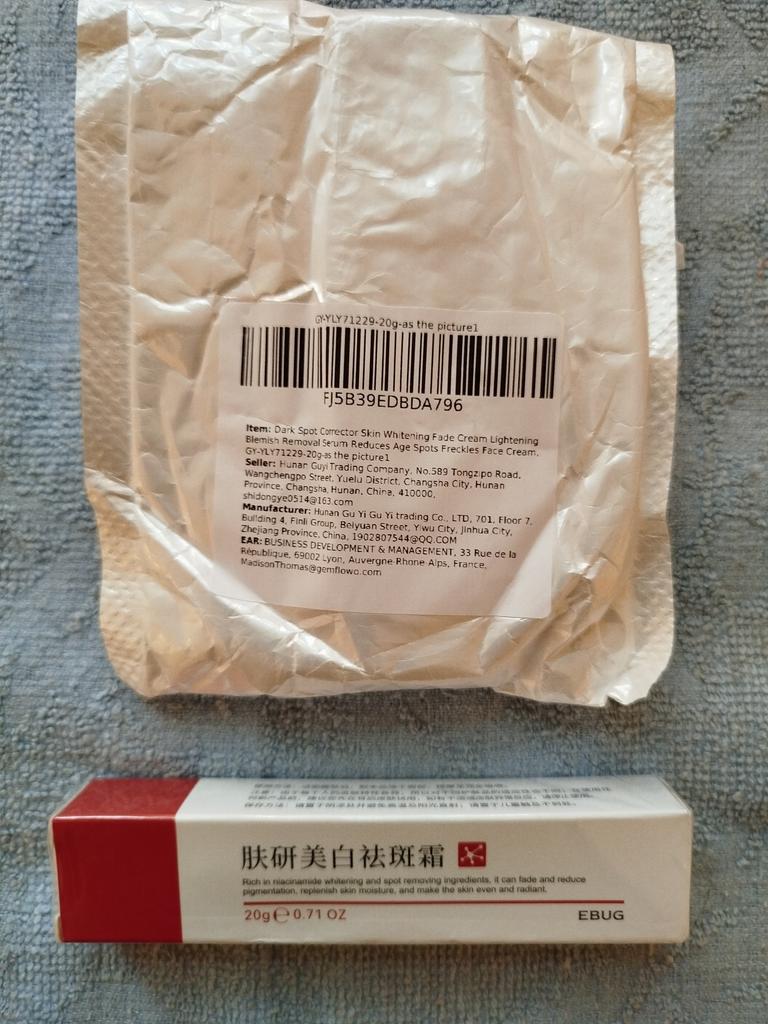 GY-YLY71229-20g-as the picture1
FJ5B39EDBDA796
Item: Dark Spot Corrector Skin Whitening Fade Cream Lightening
Blemish Removal Serum Reduces Age Spots Freckles Face Cream,
GY-YLY71229-20g-as the picture1
Seller: Hunan Guyi Trading Company, No.589 Tongzipo Road,
Wangchengpo Street, Yuelu District, Changsha City, Hunan
Province, Changsha, Hunan, China, 410000,
shidongye0514@163.com
Manufacturer: Hunan Gu Yi Gu Yi trading Co., LTD, 701, Floor 7,
Building 4, Finli Group, Beiyuan Street, Yiwu City, Jinhua City,
Zhejiang Province, China, 1902807544@QQ.COM
EAR: BUSINESS DEVELOPMENT & MANAGEMENT, 33 Rue de la
République, 69002 Lyon, Auvergne-Rhone-Alps, France,
MadisonThomas@gemflowo.com
肤研美白祛斑霜
Rich in niacinamide whitening and spot removing ingredients, it can fade and reduce
pigmentation, replenish skin moisture, and make the skin even and radiant.
20g ℮ 0.71 OZ
EBUG